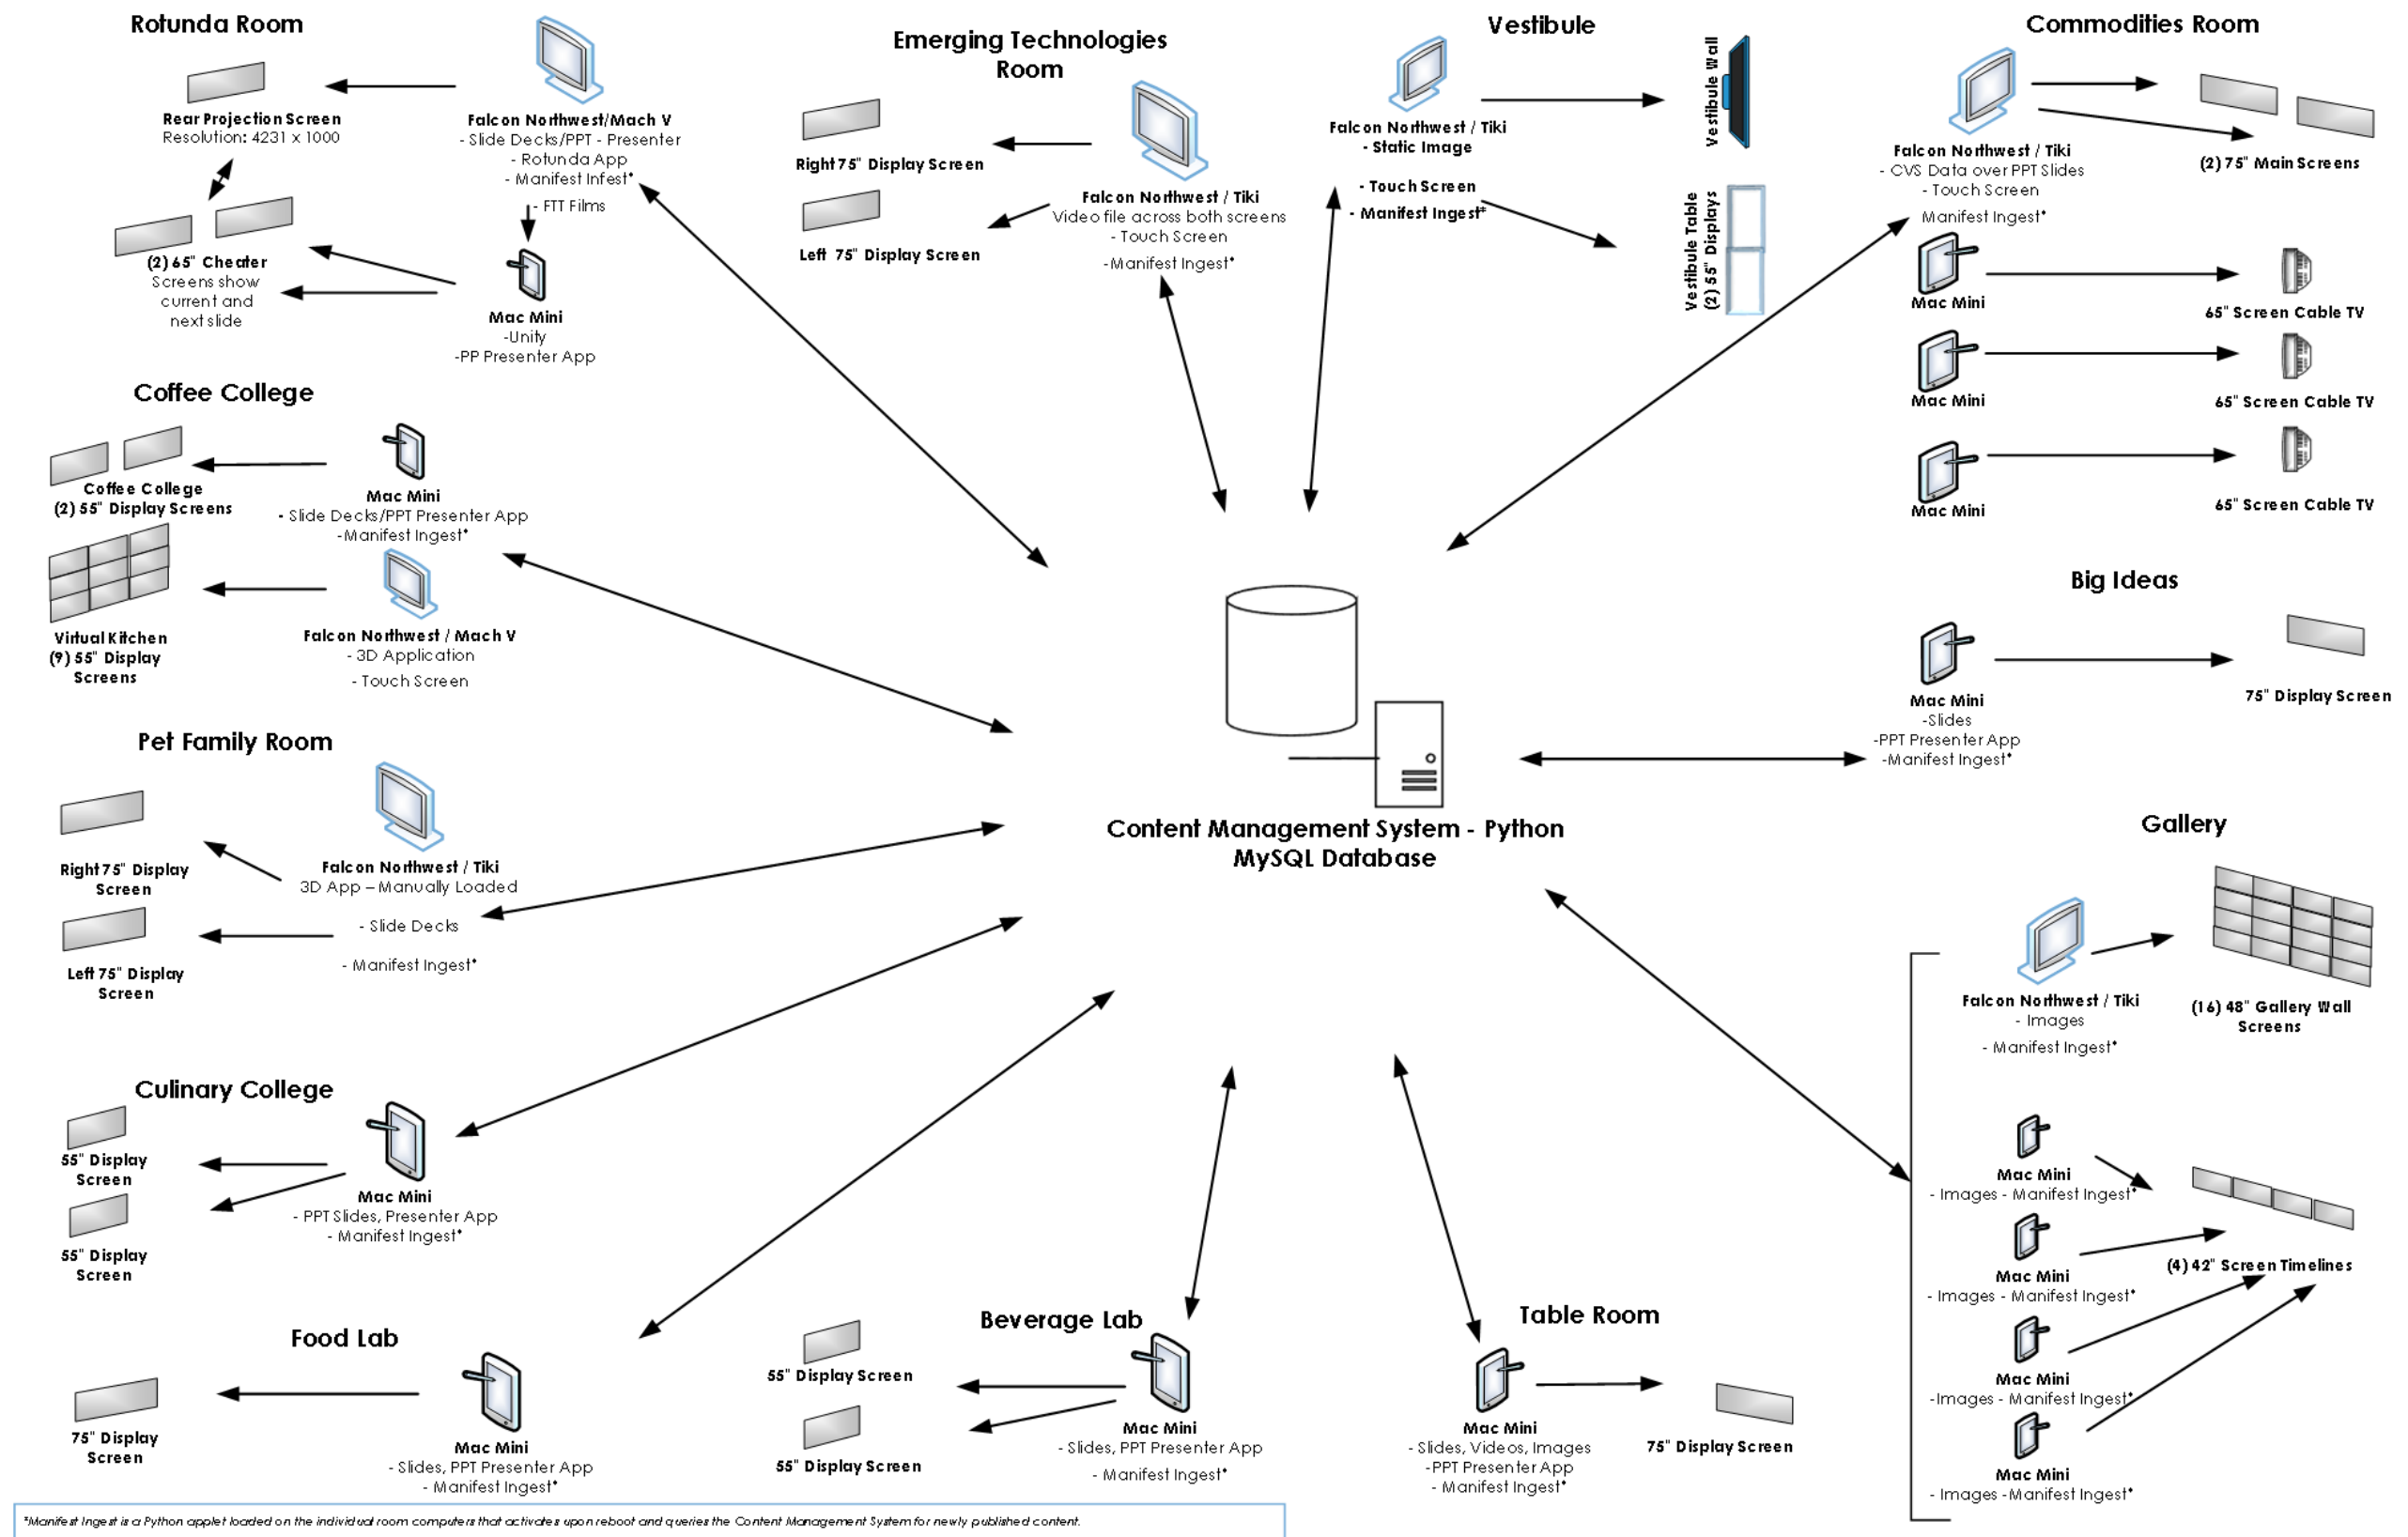 Rotunda Room
Rear Projection Screen
Resolution: 4231 x 1000
Falcon Northwest/Mach V
- Slide Decks/PPT - Presenter
- Rotunda App
- Manifest Infest*
- FTT Films
(2) 65" Cheater
Screens show
current and
next slide
Mac Mini
-Unity
-PP Presenter App
Emerging Technologies
Room
Right 75" Display Screen
Left 75" Display Screen
Falcon Northwest / Tiki
Video file across both screens
- Touch Screen
-Manifest Ingest*
Vestibule
Falcon Northwest / Tiki
- Static Image
- Touch Screen
- Manifest Ingest*
Vestibule Wall
Vestibule Table
(2) 55" Displays
Commodities Room
Falcon Northwest / Tiki
- CVS Data over PPT Slides
- Touch Screen
Manifest Ingest*
(2) 75" Main Screens
Mac Mini
65" Screen Cable TV
Mac Mini
65" Screen Cable TV
Mac Mini
65" Screen Cable TV
Coffee College
Coffee College
(2) 55" Display Screens
Mac Mini
- Slide Decks/PPT Presenter App
-Manifest Ingest*
Virtual Kitchen
(9) 55" Display
Screens
Falcon Northwest / Mach V
- 3D Application
- Touch Screen
Big Ideas
Mac Mini
-Slides
-PPT Presenter App
-Manifest Ingest*
75" Display Screen
Pet Family Room
Right 75" Display
Screen
Left 75" Display
Screen
Falcon Northwest / Tiki
3D App – Manually Loaded
- Slide Decks
- Manifest Ingest*
Content Management System - Python
MySQL Database
Gallery
Falcon Northwest / Tiki
- Images
- Manifest Ingest*
(16) 48" Gallery Wall
Screens
Mac Mini
- Images - Manifest Ingest*
Mac Mini
- Images - Manifest Ingest*
Mac Mini
-Images - Manifest Ingest*
Mac Mini
- Images -Manifest Ingest*
(4) 42" Screen Timelines
Culinary College
55" Display
Screen
55" Display
Screen
Mac Mini
- PPT Slides, Presenter App
- Manifest Ingest*
Food Lab
75" Display
Screen
Mac Mini
- Slides, PPT Presenter App
- Manifest Ingest*
Beverage Lab
55" Display Screen
55" Display Screen
Mac Mini
- Slides, PPT Presenter App
- Manifest Ingest*
Table Room
Mac Mini
- Slides, Videos, Images
-PPT Presenter App
- Manifest Ingest*
75" Display Screen
*Manifest Ingest is a Python applet loaded on the individual room computers that activates upon reboot and queries the Content Management System for newly published content.